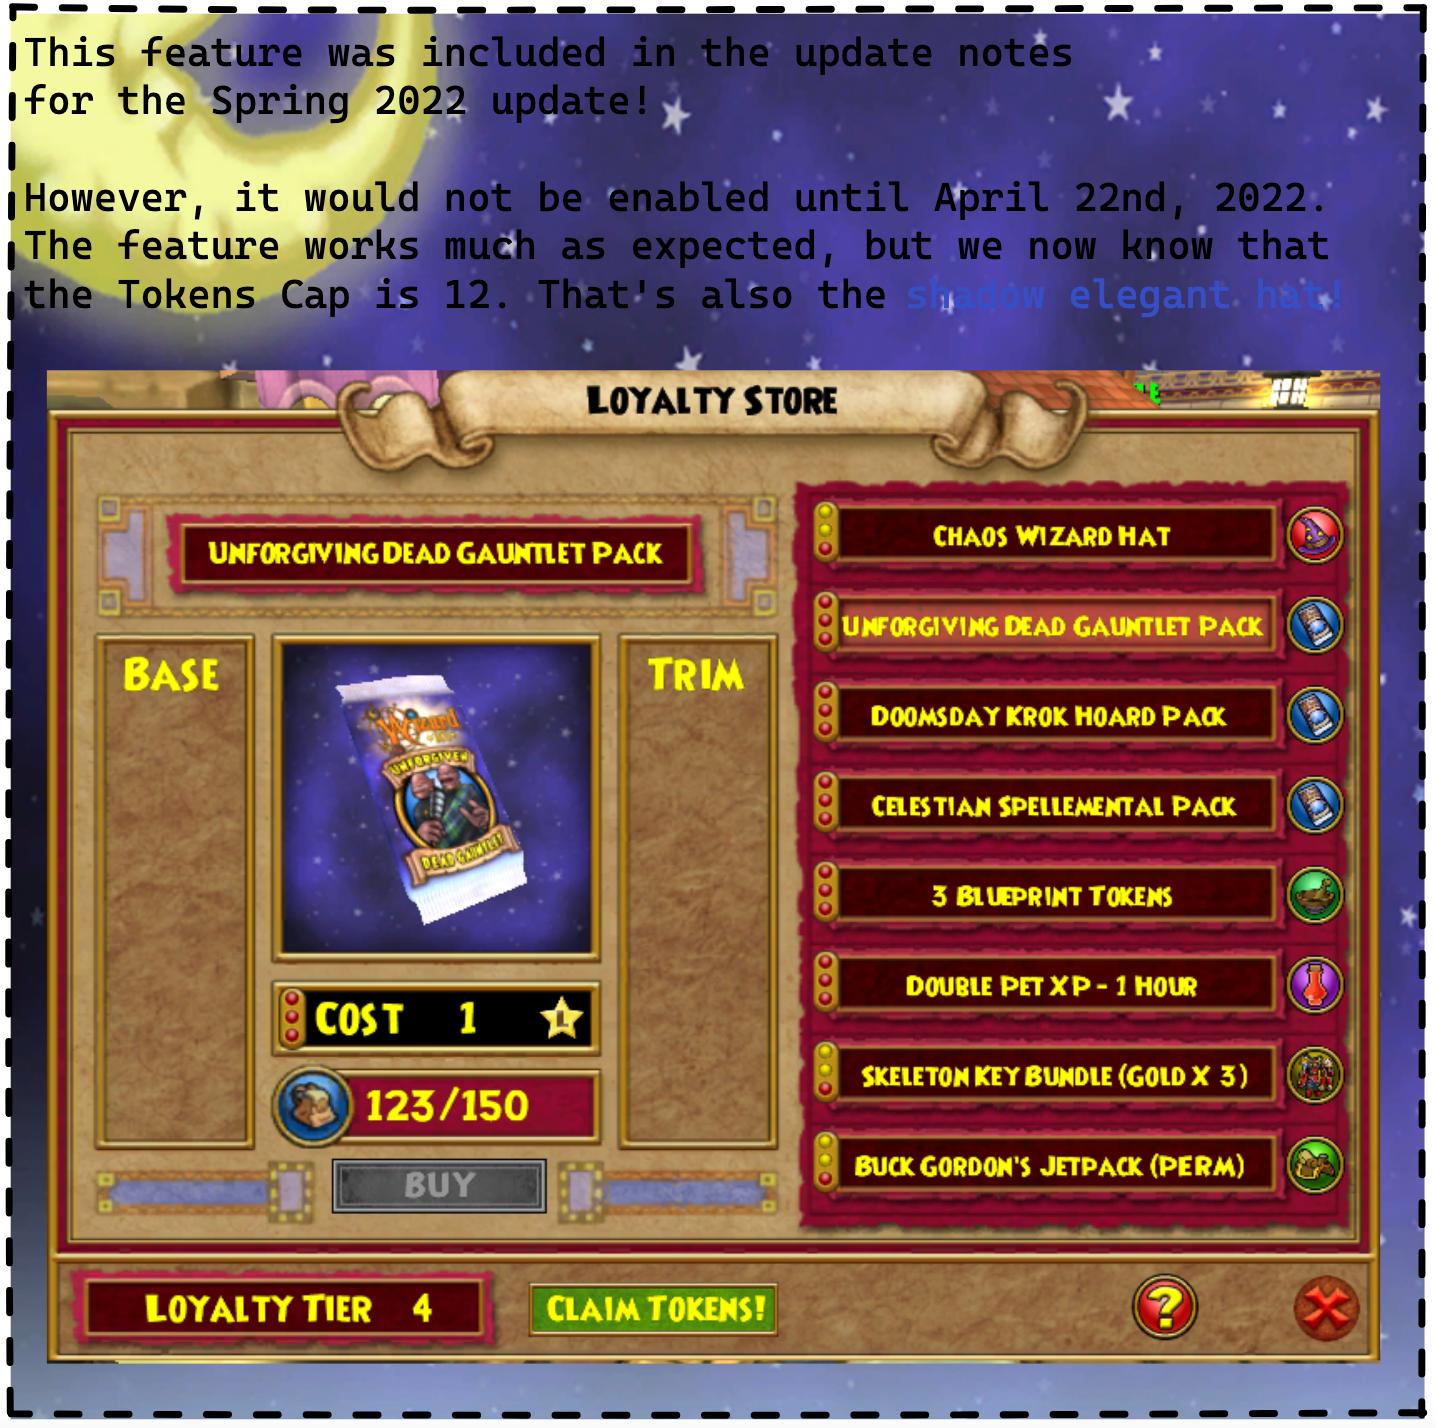 This feature was included in the update notes
for the Spring 2022 update!
However, it would not be enabled until April 22nd, 2022.
The feature works much as expected, but we now know that
the Tokens Cap is 12. That's also the shadow elegant hat!
LOYALTY STORE
UNFORGIVING DEAD GAUNTLET PACK
BASE
TRIM
Wizard
UNFORGIVEN
DEAD GAUNTLET
COST 1
L
123/150
BUY
CHAOS WIZARD HAT
UNFORGIVING DEAD GAUNTLET PACK
DOOMSDAY KROK HOARD PACK
CELESTIAN SPELLEMENTAL PACK
3 BLUEPRINT TOKENS
DOUBLE PET XP - 1 HOUR
SKELETON KEY BUNDLE (GOLD X 3)
BUCK GORDON'S JETPACK (PERM)
LOYALTY TIER 4
CLAIM TOKENS!
?